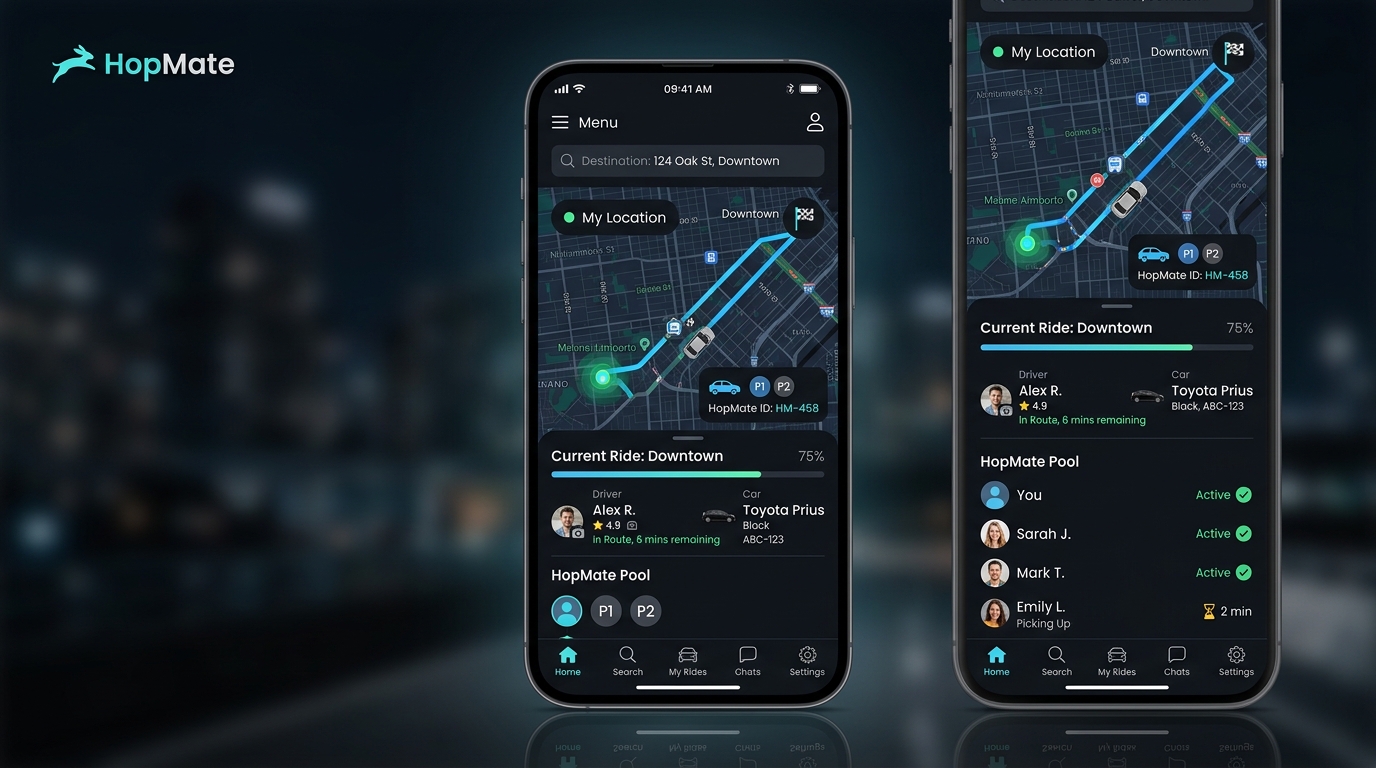 HopMate
09:41 AM
Menu
Destination: 124 Oak St, Downtown
My Location
Downtown
P1 P2
HopMate ID: HM-458
Current Ride: Downtown 75%
Driver
Alex R.
4.9
In Route, 6 mins remaining
Car
Toyota Prius
Black
ABC-123
HopMate Pool
P1 P2
Home Search My Rides Chats Settings
My Location
Downtown
P1 P2
HopMate ID: HM-458
Current Ride: Downtown 75%
Driver
Alex R.
4.9
In Route, 6 mins remaining
Car
Toyota Prius
Black, ABC-123
HopMate Pool
You Active
Sarah J. Active
Mark T. Active
Emily L.
Picking Up
2 min
Home Search My Rides Chats Settings